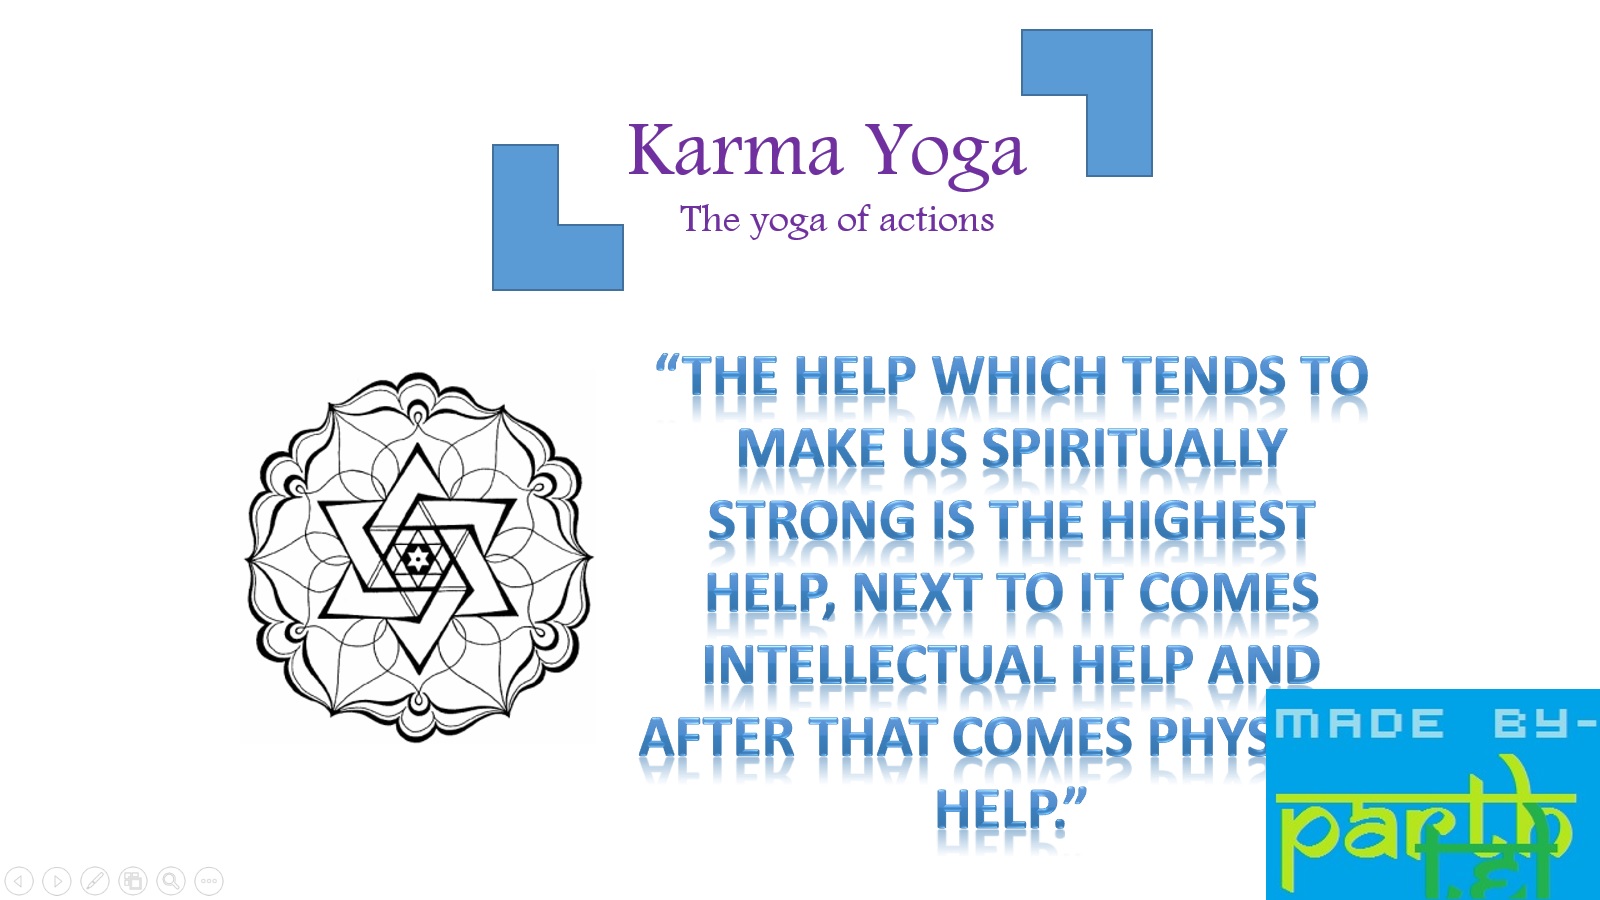 Karma Yoga
The yoga of actions
“THE HELP WHICH TENDS TO
MAKE US SPIRITUALLY
STRONG IS THE HIGHEST
HELP, NEXT TO IT COMES
INTELLECTUAL HELP AND
AFTER THAT COMES PHYS
HELP.”
MADE BY-
parth